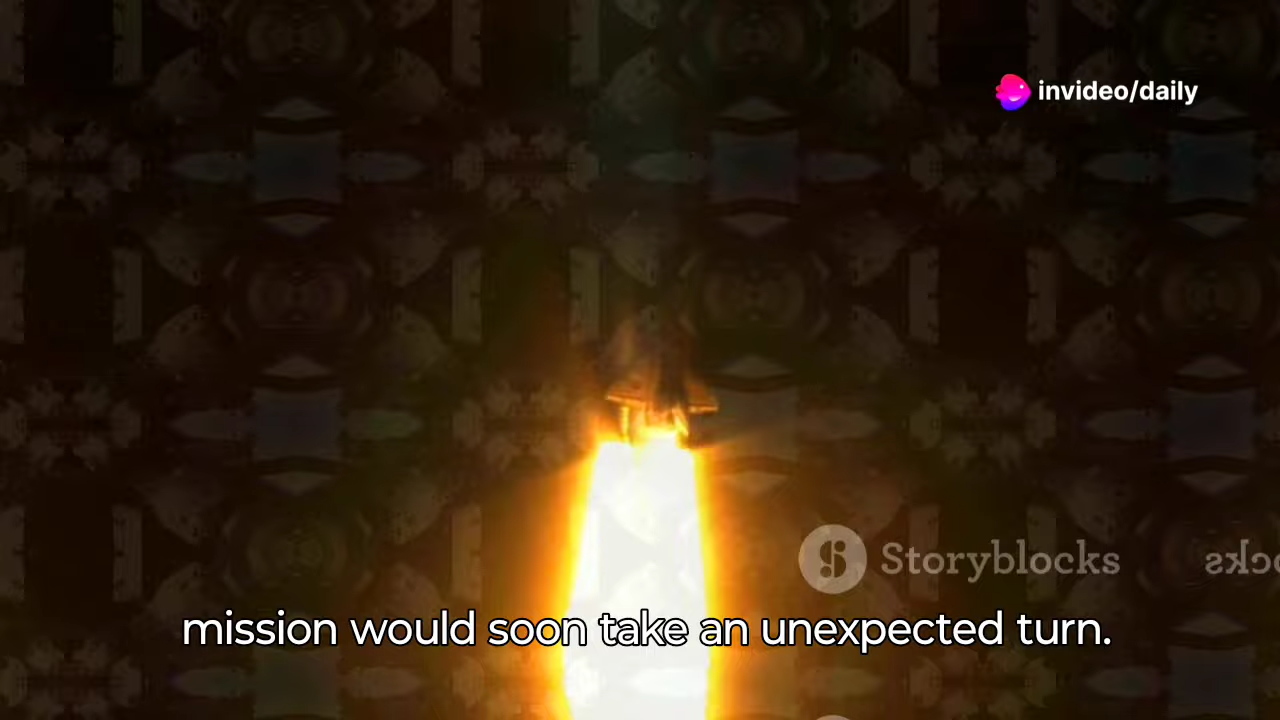 invideo/daily
Storyblocks
mission would soon take an unexpected turn.